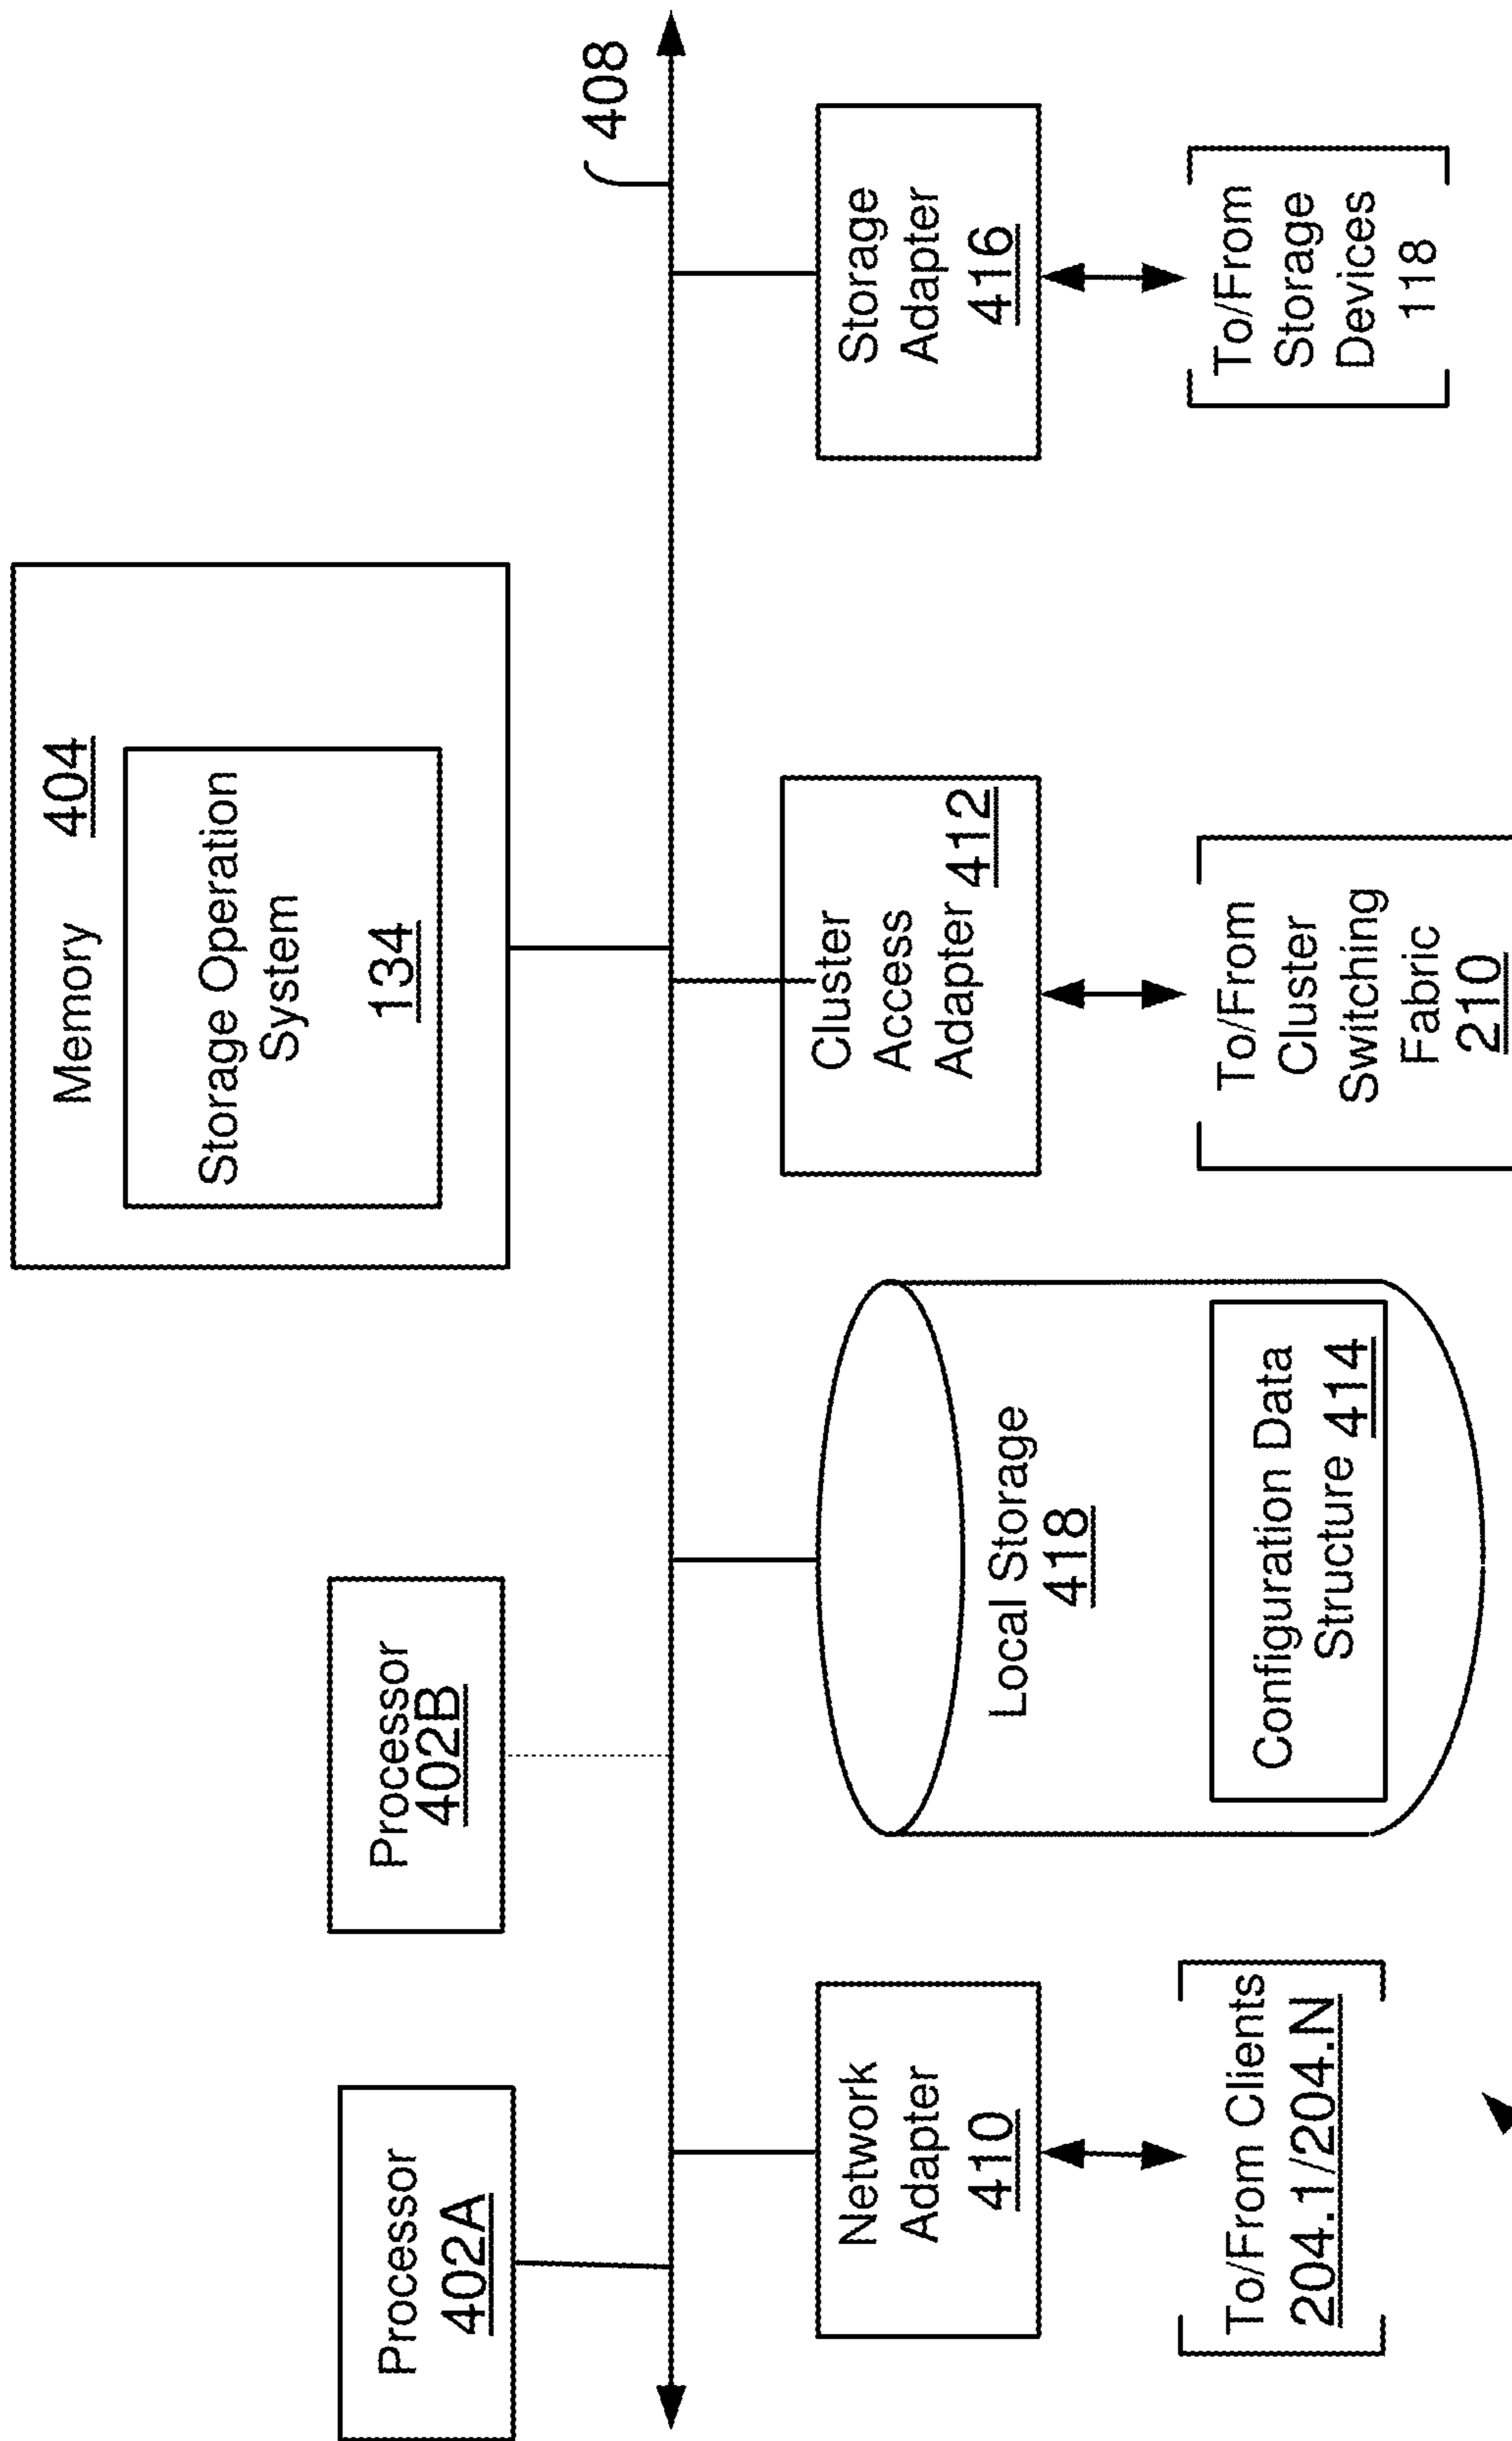 Processor
402A
Processor
402B
Memory 404
Storage Operation
System
134
408
Network
Adapter
410
To/From Clients
204.1/204.N
Local Storage
418
Configuration Data
Structure 414
Cluster
Access
Adapter 412
To/From
Cluster
Switching
Fabric
210
Storage
Adapter
416
To/From
Storage
Devices
118